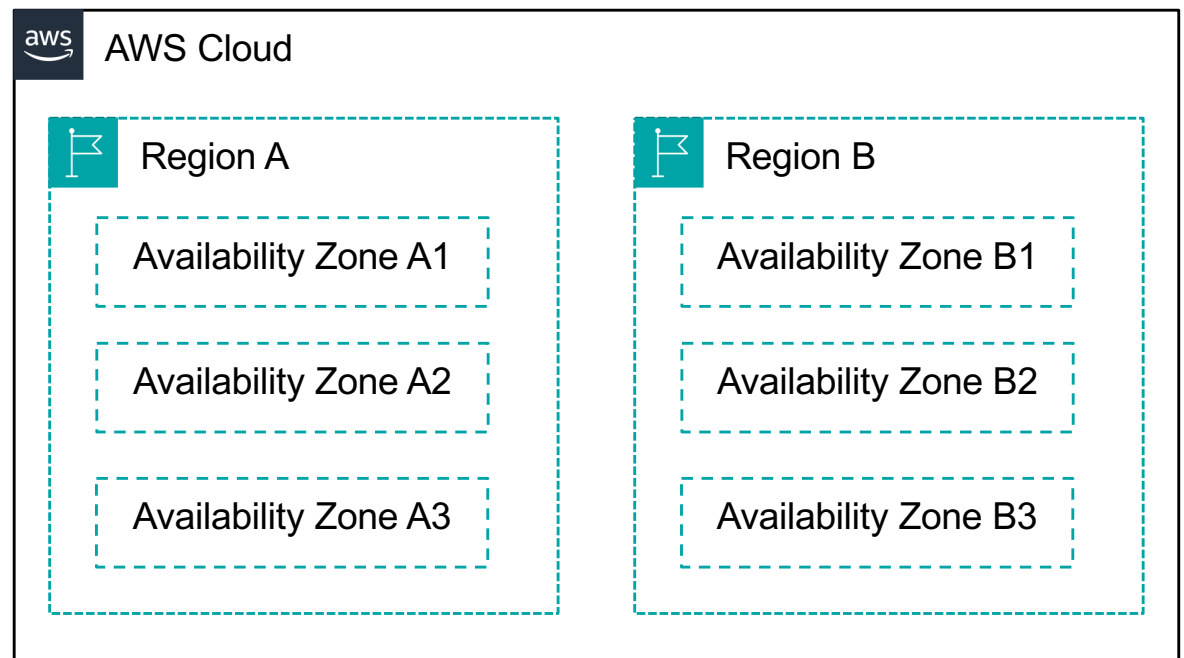 aws
AWS Cloud
Region A
Availability Zone A1
Availability Zone A2
Availability Zone A3
Region B
Availability Zone B1
Availability Zone B2
Availability Zone B3